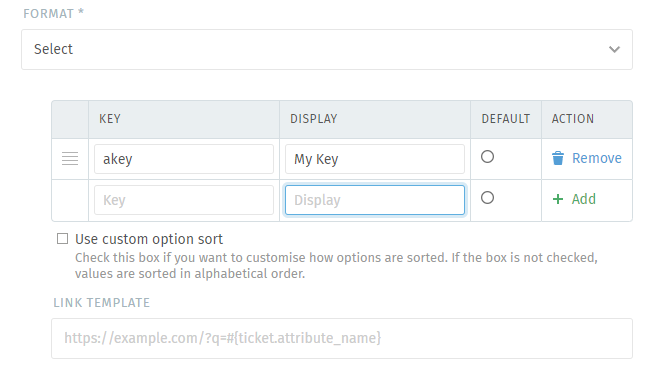 FORMAT *
Select
KEY DISPLAY DEFAULT ACTION
akey My Key Remove
Key Display Add
Use custom option sort
Check this box if you want to customise how options are sorted. If the box is not checked,
values are sorted in alphabetical order.
LINK TEMPLATE
https://example.com/?q=#{ticket.attribute_name}